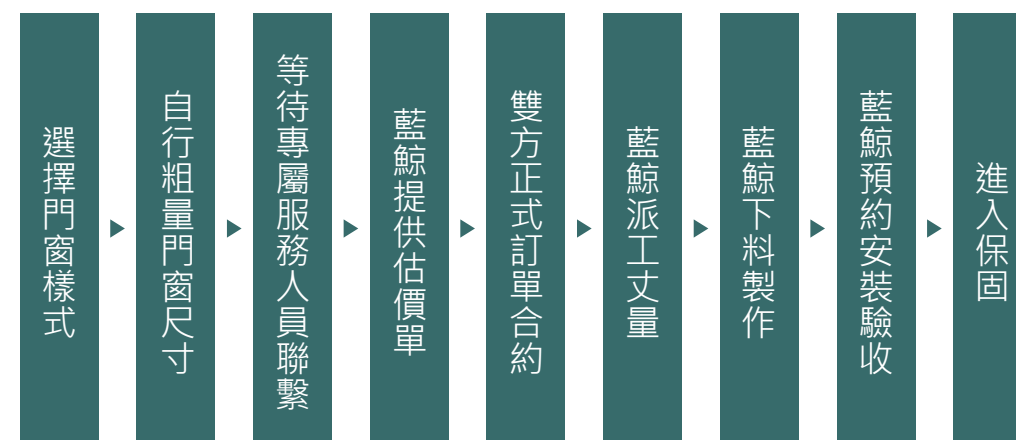 選擇門窗樣式
自行粗量門窗尺寸
等待專屬服務人員聯繫
藍鯨提供估價單
雙方正式訂單合約
藍鯨派工丈量
藍鯨下料製作
藍鯨預約安裝驗收
進入保固